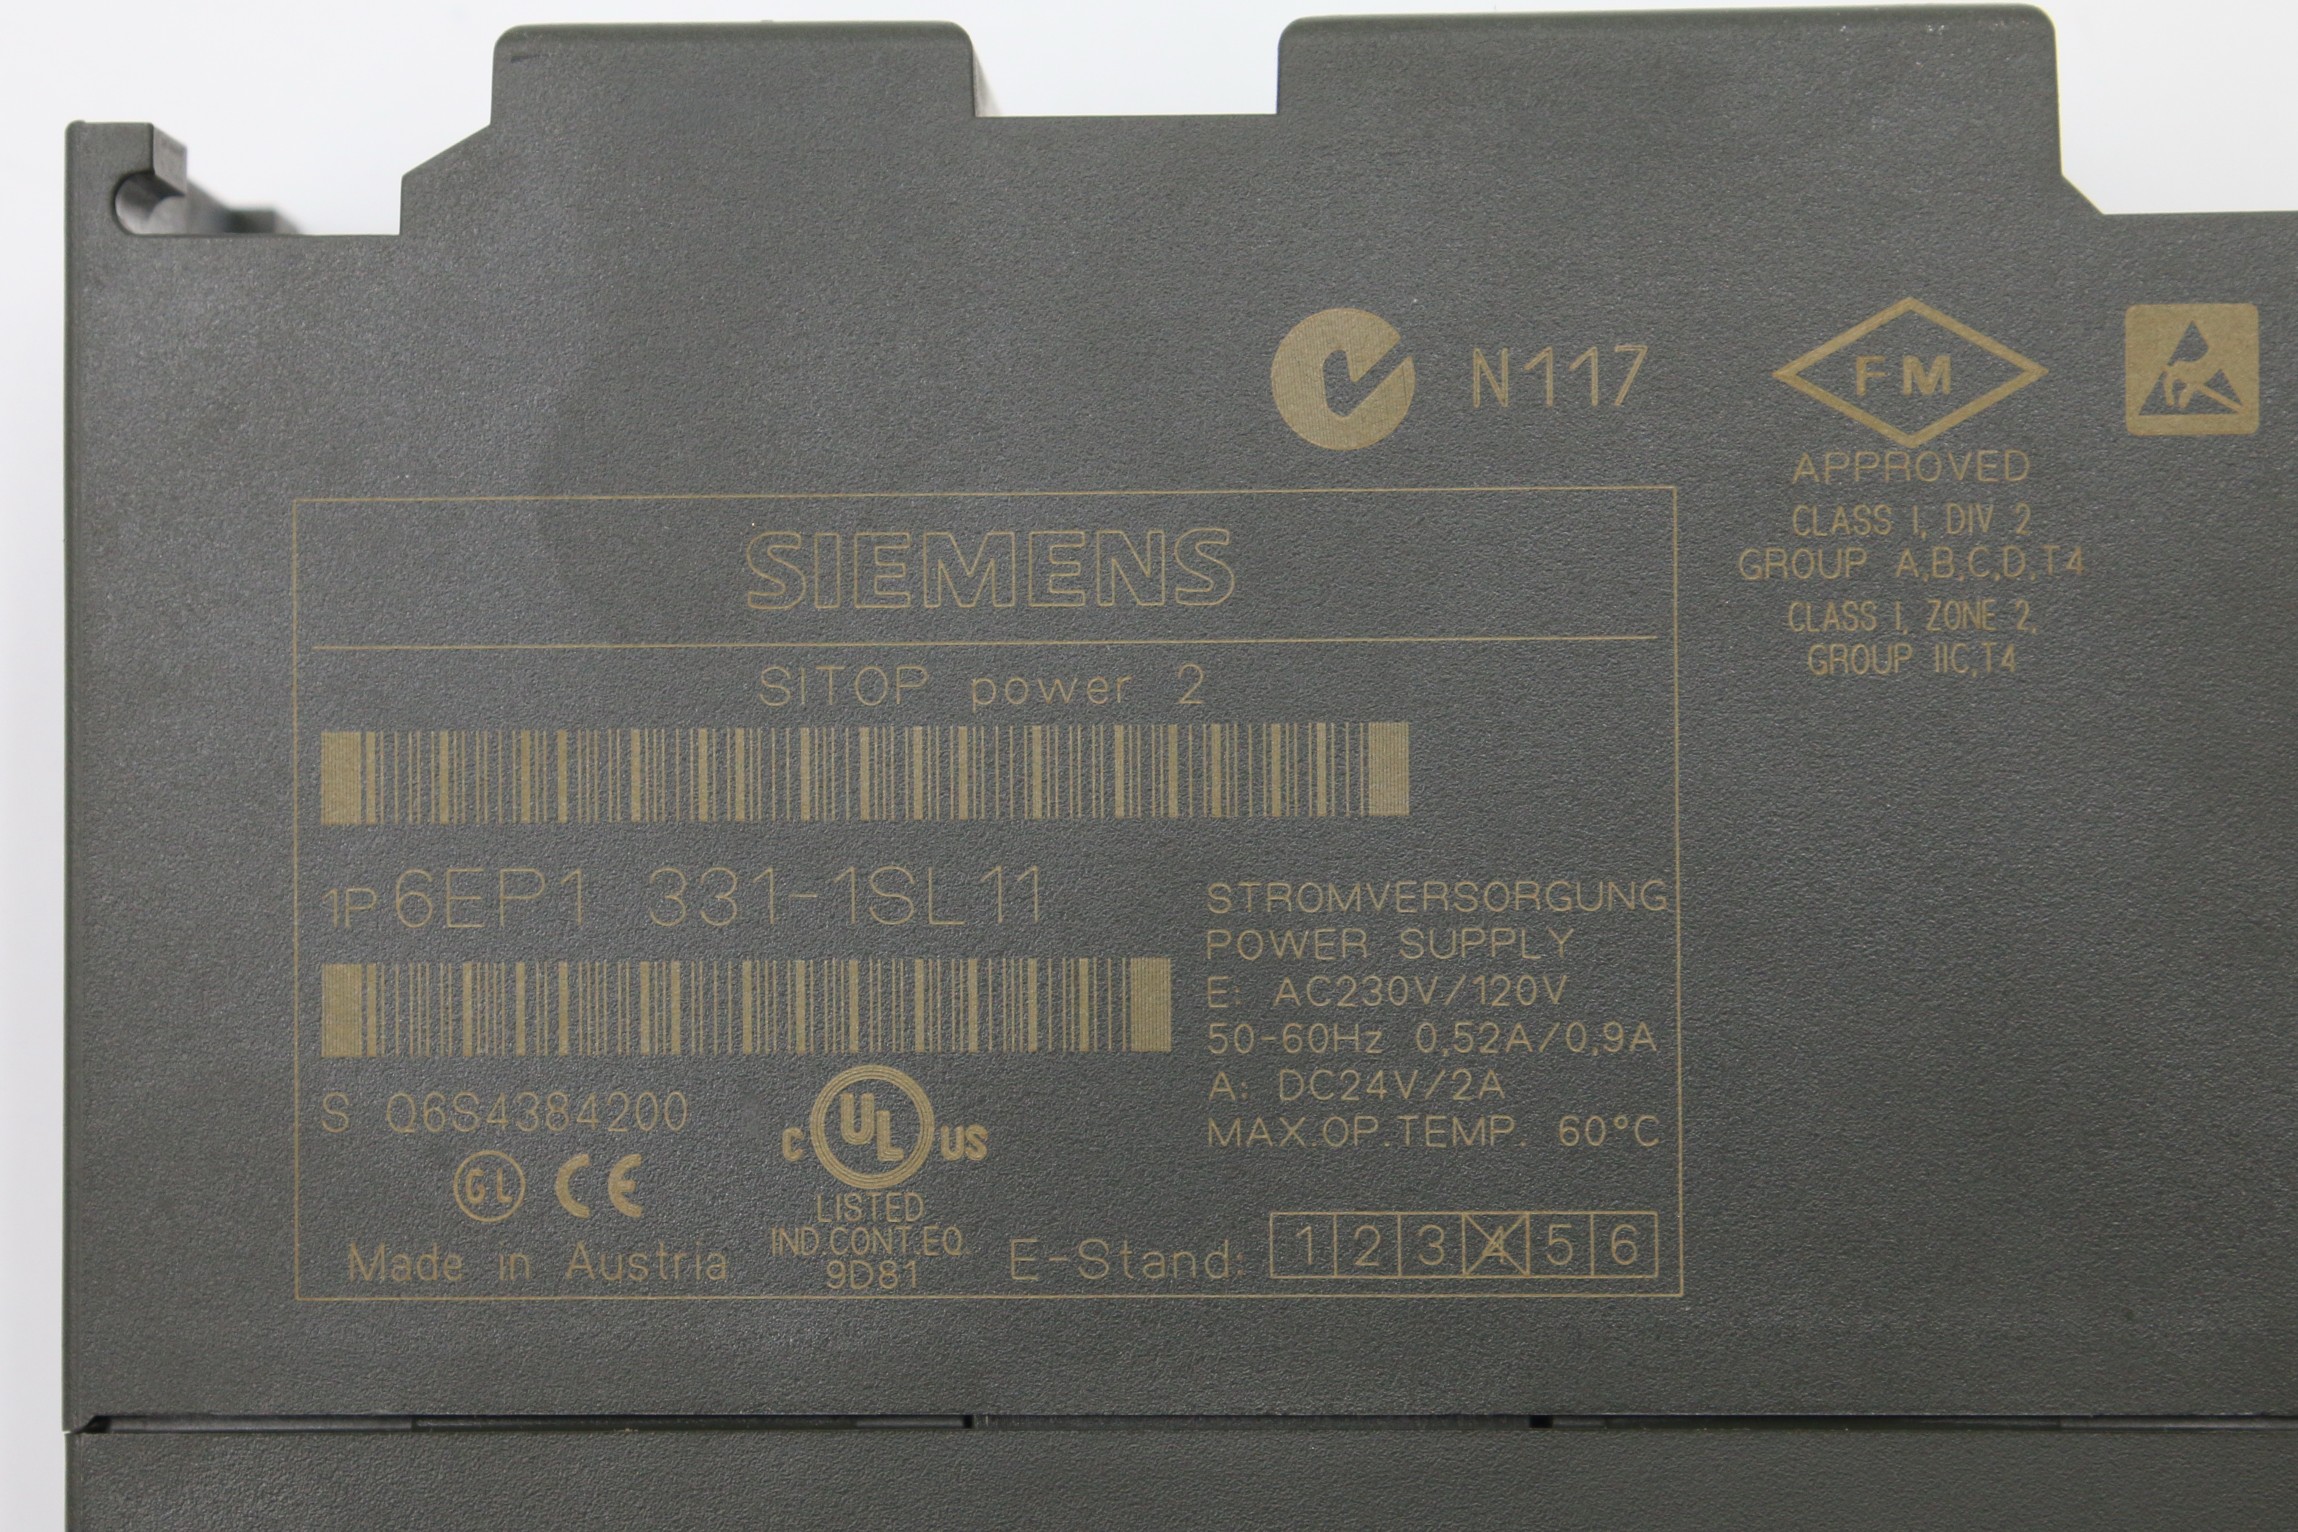 N117
FM
APPROVED
CLASS I, DIV 2
GROUP A,B,C,D,T4
CLASS I, ZONE 2,
GROUP IIC,T4
SIEMENS
SITOP power 2
1P 6EP1 331-1SL11
S Q6S4384200
STROMVERSORGUNG
POWER SUPPLY
E: AC230V/120V
50-60Hz 0,52A/0,9A
A: DC24V/2A
MAX.OP.TEMP. 60°C
GL CE
C UL US
LISTED
IND.CONT.EQ.
9D81
Made in Austria
E-Stand: 1 2 3 4 5 6